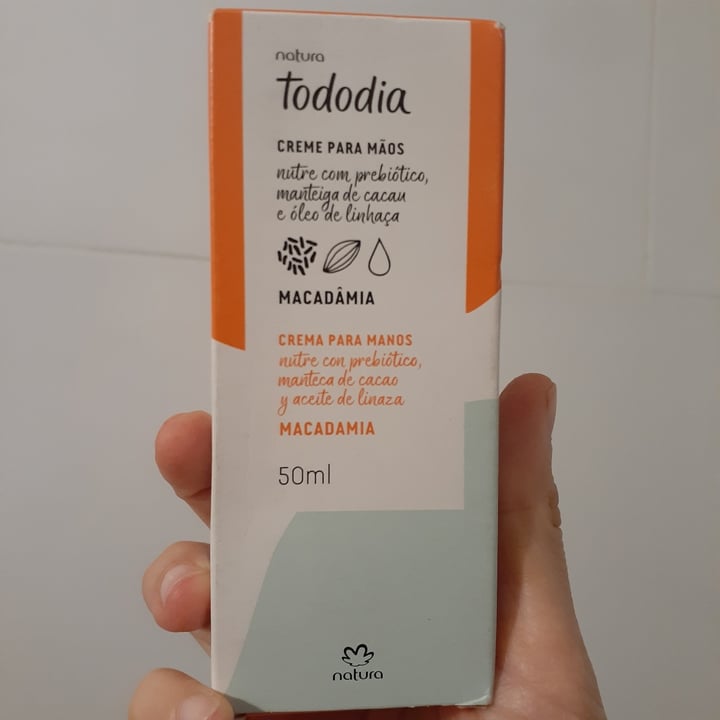 natura
Tododia
CREME PARA MÃOS
nutre com prebiótico,
manteiga de cacau
e óleo de linhaça
MACADÂMIA
CREMA PARA MANOS
nutre con prebiótico,
manteca de cacao
y aceite de linaza
MACADAMIA
50ml
natura